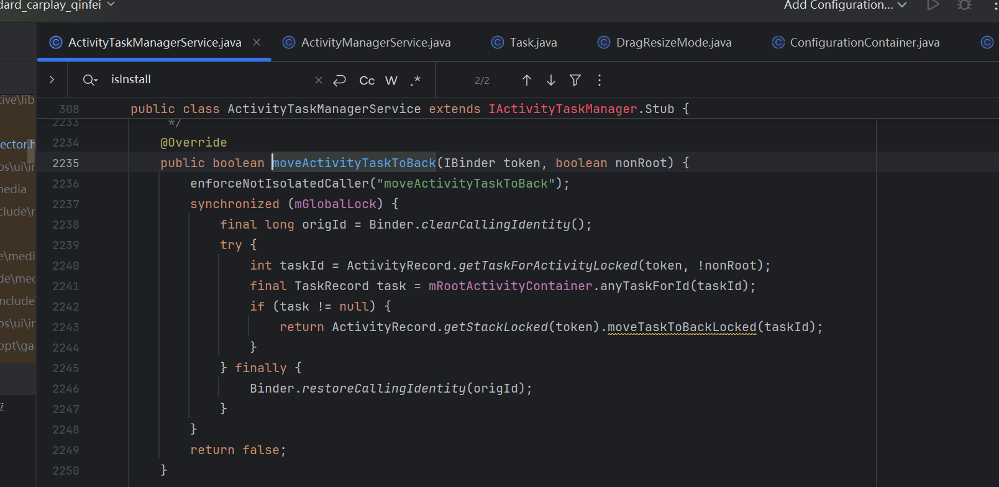 dard_carplay_qinfei
Add Configuration...
ActivityTaskManagerService.java
ActivityManagerService.java
Task.java
DragResizeMode.java
ConfigurationContainer.java
isInstall
Cc W .*
2/2
308 public class ActivityTaskManagerService extends IActivityTaskManager.Stub {
2233 */
2234 @Override
2235 public boolean moveActivityTaskToBack(IBinder token, boolean nonRoot) {
2236 enforceNotIsolatedCaller("moveActivityTaskToBack");
2237 synchronized (mGlobalLock) {
2238 final long origId = Binder.clearCallingIdentity();
2239 try {
2240 int taskId = ActivityRecord.getTaskForActivityLocked(token, !nonRoot);
2241 final TaskRecord task = mRootActivityContainer.anyTaskForId(taskId);
2242 if (task != null) {
2243 return ActivityRecord.getStackLocked(token).moveTaskToBackLocked(taskId);
2244 }
2245 } finally {
2246 Binder.restoreCallingIdentity(origId);
2247 }
2248 }
2249 return false;
2250 }
tive\lib
ector.h
os\ui\ir
media
clude\r
e\medi
de\mec
nclude
os\ui\ir
opt\gai